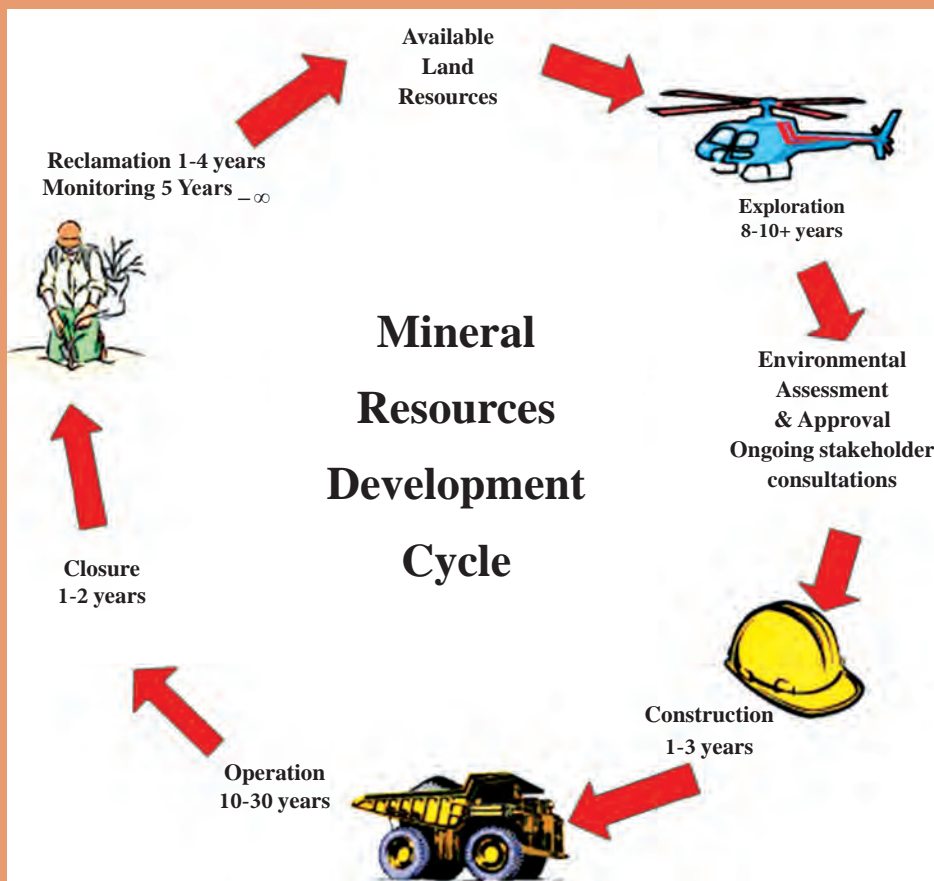 Available
Land
Resources
Exploration
8-10+ years
Environmental
Assessment
& Approval
Ongoing stakeholder
consultations
Construction
1-3 years
Operation
10-30 years
Closure
1-2 years
Reclamation 1-4 years
Monitoring 5 Years _ ∞
Mineral
Resources
Development
Cycle